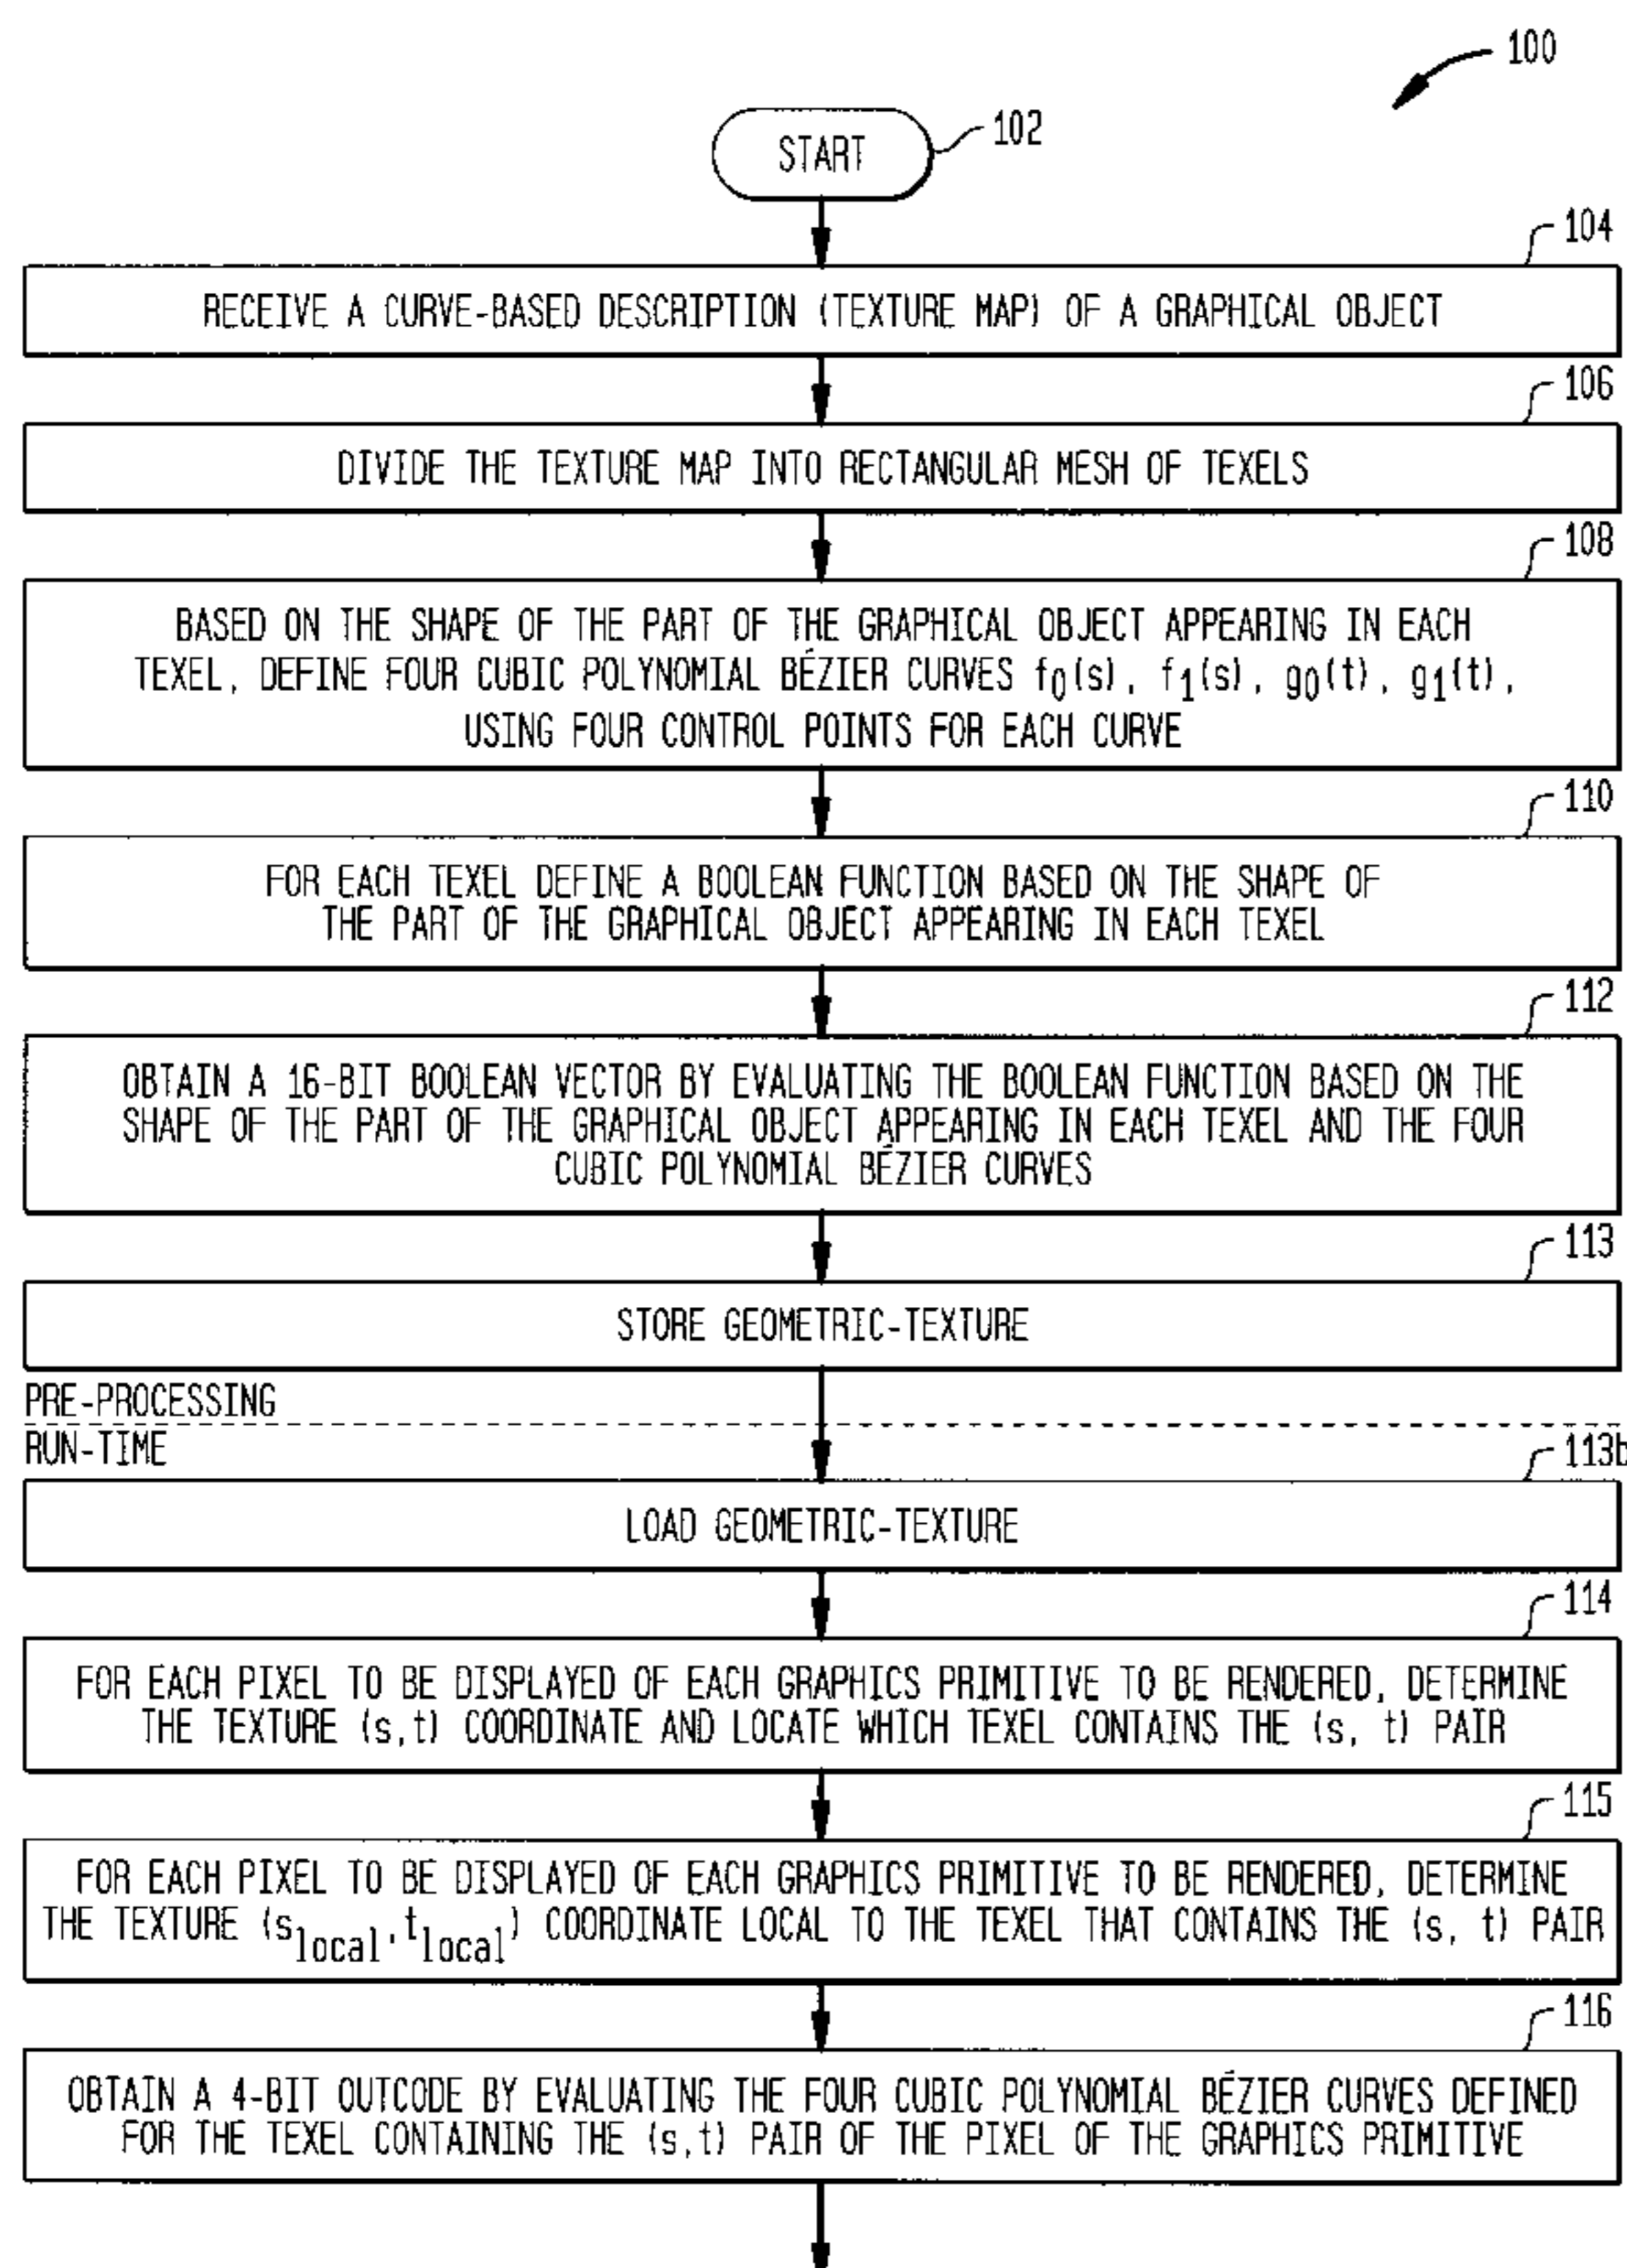 100
START
102
104
RECEIVE A CURVE-BASED DESCRIPTION (TEXTURE MAP) OF A GRAPHICAL OBJECT
106
DIVIDE THE TEXTURE MAP INTO RECTANGULAR MESH OF TEXELS
108
BASED ON THE SHAPE OF THE PART OF THE GRAPHICAL OBJECT APPEARING IN EACH
TEXEL, DEFINE FOUR CUBIC POLYNOMIAL BÉZIER CURVES f0(s), f1(s), g0(t), g1(t),
USING FOUR CONTROL POINTS FOR EACH CURVE
110
FOR EACH TEXEL DEFINE A BOOLEAN FUNCTION BASED ON THE SHAPE OF
THE PART OF THE GRAPHICAL OBJECT APPEARING IN EACH TEXEL
112
OBTAIN A 16-BIT BOOLEAN VECTOR BY EVALUATING THE BOOLEAN FUNCTION BASED ON THE
SHAPE OF THE PART OF THE GRAPHICAL OBJECT APPEARING IN EACH TEXEL AND THE FOUR
CUBIC POLYNOMIAL BÉZIER CURVES
113
STORE GEOMETRIC-TEXTURE
PRE-PROCESSING
RUN-TIME
113b
LOAD GEOMETRIC-TEXTURE
114
FOR EACH PIXEL TO BE DISPLAYED OF EACH GRAPHICS PRIMITIVE TO BE RENDERED, DETERMINE
THE TEXTURE (s,t) COORDINATE AND LOCATE WHICH TEXEL CONTAINS THE (s, t) PAIR
115
FOR EACH PIXEL TO BE DISPLAYED OF EACH GRAPHICS PRIMITIVE TO BE RENDERED, DETERMINE
THE TEXTURE (slocal,tlocal) COORDINATE LOCAL TO THE TEXEL THAT CONTAINS THE (s, t) PAIR
116
OBTAIN A 4-BIT OUTCODE BY EVALUATING THE FOUR CUBIC POLYNOMIAL BÉZIER CURVES DEFINED
FOR THE TEXEL CONTAINING THE (s,t) PAIR OF THE PIXEL OF THE GRAPHICS PRIMITIVE